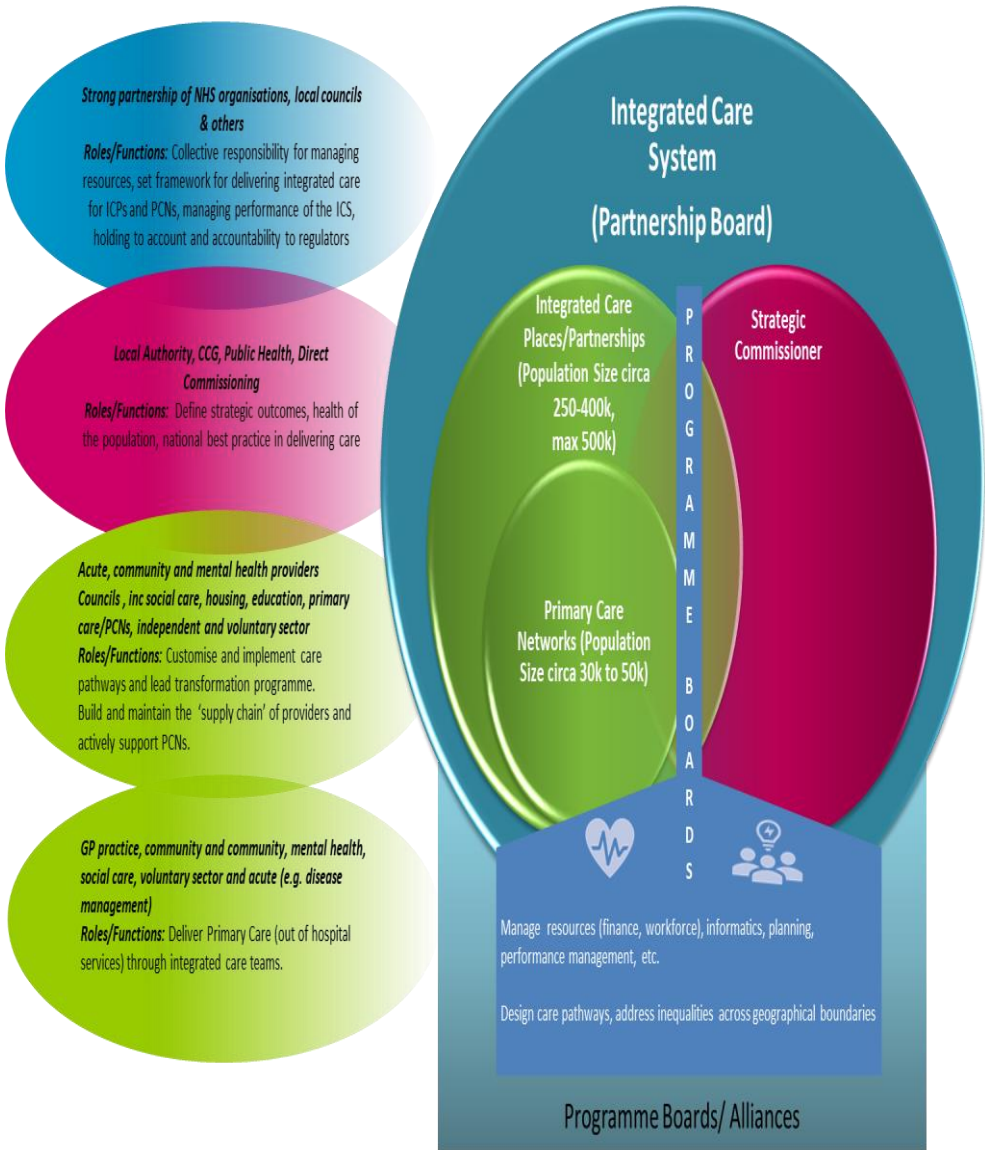 Strong partnership of NHS organisations, local councils
& others
Roles/Functions: Collective responsibility for managing
resources, set framework for delivering integrated care
for ICPs and PCNs, managing performance of the ICS,
holding to account and accountability to regulators
Local Authority, CCG, Public Health, Direct
Commissioning
Roles/Functions: Define strategic outcomes, health of
the population, national best practice in delivering care
Acute, community and mental health providers
Councils , inc social care, housing, education, primary
care/PCNs, independent and voluntary sector
Roles/Functions: Customise and implement care
pathways and lead transformation programme.
Build and maintain the ‘supply chain’ of providers and
actively support PCNs.
GP practice, community and community, mental health,
social care, voluntary sector and acute (e.g. disease
management)
Roles/Functions: Deliver Primary Care (out of hospital
services) through integrated care teams.
Integrated Care
System
(Partnership Board)
Integrated Care
Places/Partnerships
(Population Size circa
250-400k,
max 500k)
Primary Care
Networks (Population
Size circa 30k to 50k)
PROGRAMME BOARDS
Strategic
Commissioner
Manage resources (finance, workforce), informatics, planning,
performance management, etc.
Design care pathways, address inequalities across geographical boundaries
Programme Boards/ Alliances